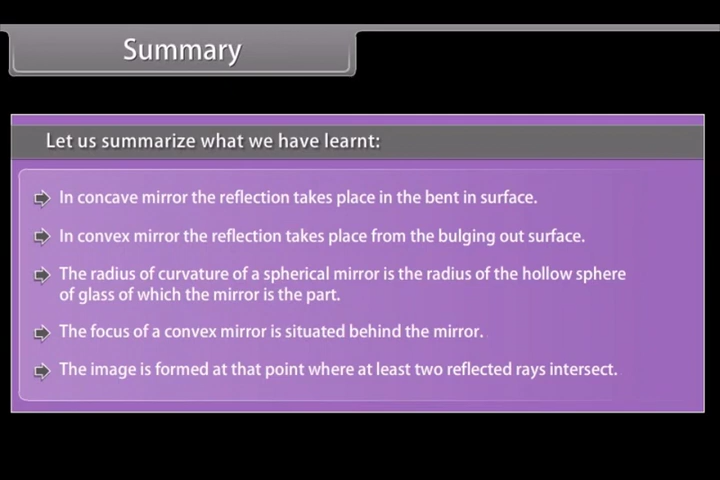 Summary
Let us summarize what we have learnt:
In concave mirror the reflection takes place in the bent in surface.
In convex mirror the reflection takes place from the bulging out surface.
The radius of curvature of a spherical mirror is the radius of the hollow sphere
of glass of which the mirror is the part.
The focus of a convex mirror is situated behind the mirror.
The image is formed at that point where at least two reflected rays intersect.